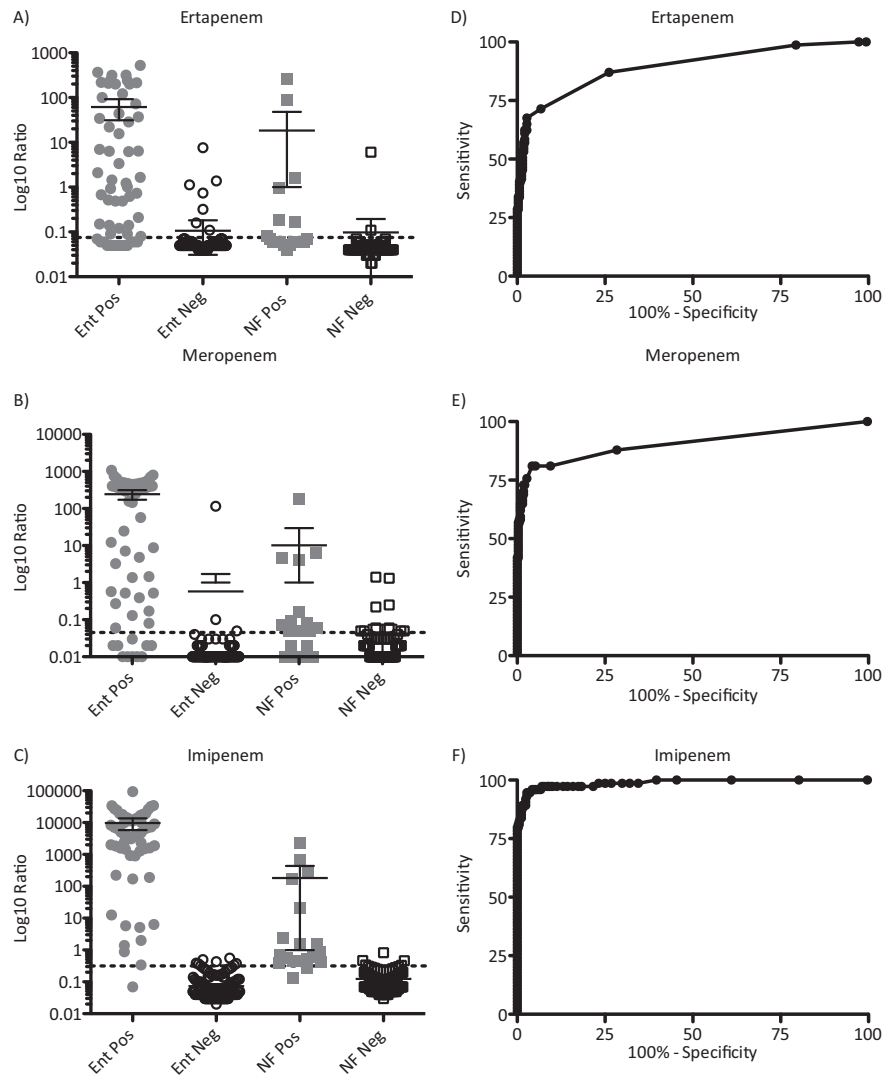 A)
Ertapenem
1000
100
10
1
0.1
0.01
Log10 Ratio
Ent Pos
Ent Neg
NF Pos
NF Neg
D)
Ertapenem
100
75
50
25
0
Sensitivity
0
25
50
75
100
100% - Specificity
Meropenem
B)
10000
1000
100
10
1
0.1
0.01
Log10 Ratio
Ent Pos
Ent Neg
NF Pos
NF Neg
Meropenem
E)
100
75
50
25
0
Sensitivity
0
25
50
75
100
100% - Specificity
C)
Imipenem
100000
10000
1000
100
10
1
0.1
0.01
Log10 Ratio
Ent Pos
Ent Neg
NF Pos
NF Neg
F)
Imipenem
100
75
50
25
0
Sensitivity
0
25
50
75
100
100% - Specificity